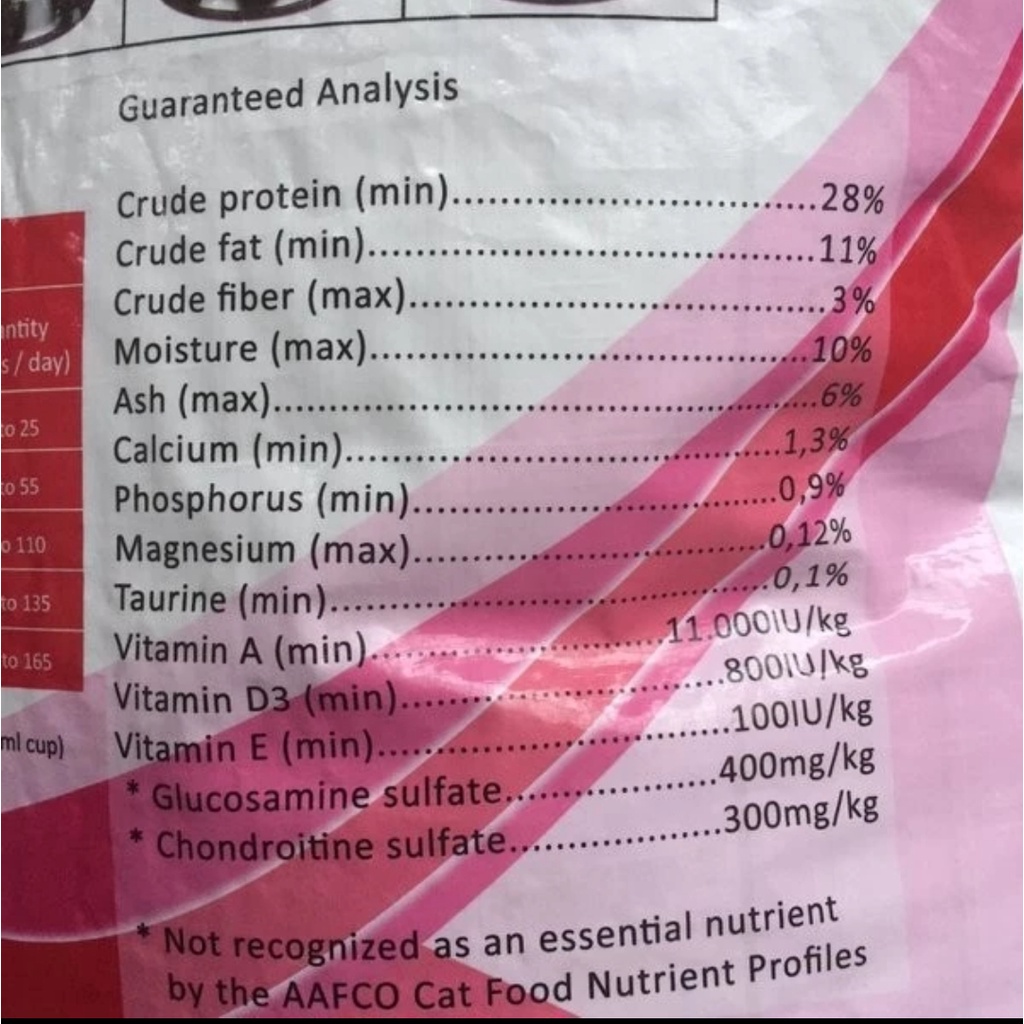 Guaranteed Analysis
Crude protein (min)..........................................28%
Crude fat (min)..................................................11%
Crude fiber (max)...............................................3%
Moisture (max).................................................10%
Ash (max)............................................................6%
Calcium (min)..................................................1,3%
Phosphorus (min).........................................0,9%
Magnesium (max).......................................0,12%
Taurine (min)..................................................0,1%
Vitamin A (min)..................................11.000IU/kg
Vitamin D3 (min).....................................800IU/kg
Vitamin E (min)........................................100IU/kg
* Glucosamine sulfate.........................400mg/kg
* Chondroitine sulfate.........................300mg/kg
* Not recognized as an essential nutrient
by the AAFCO Cat Food Nutrient Profiles
ntity
s / day)
to 25
to 55
o 110
to 135
to 165
ml cup)